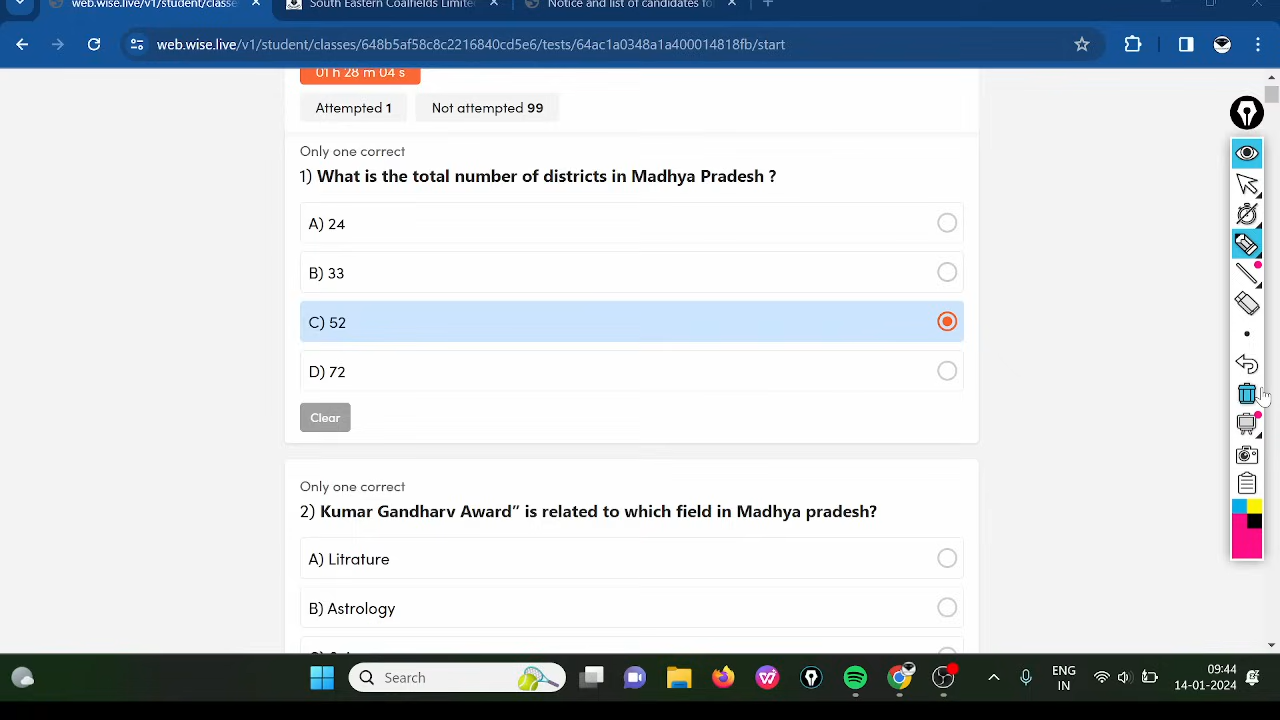 web.wise.live/v1/student/classe
South Eastern Coalfields Limite
Notice and list of candidates fo
web.wise.live/v1/student/classes/648b5af58c8c2216840cd5e6/tests/64ac1a0348a1a400014818fb/start
01 h 28 m 04 s
Attempted 1 Not attempted 99
Only one correct
1) What is the total number of districts in Madhya Pradesh ?
A) 24
B) 33
C) 52
D) 72
Clear
Only one correct
2) Kumar Gandharv Award” is related to which field in Madhya pradesh?
A) Litrature
B) Astrology
Search
ENG
IN
09:44
14-01-2024